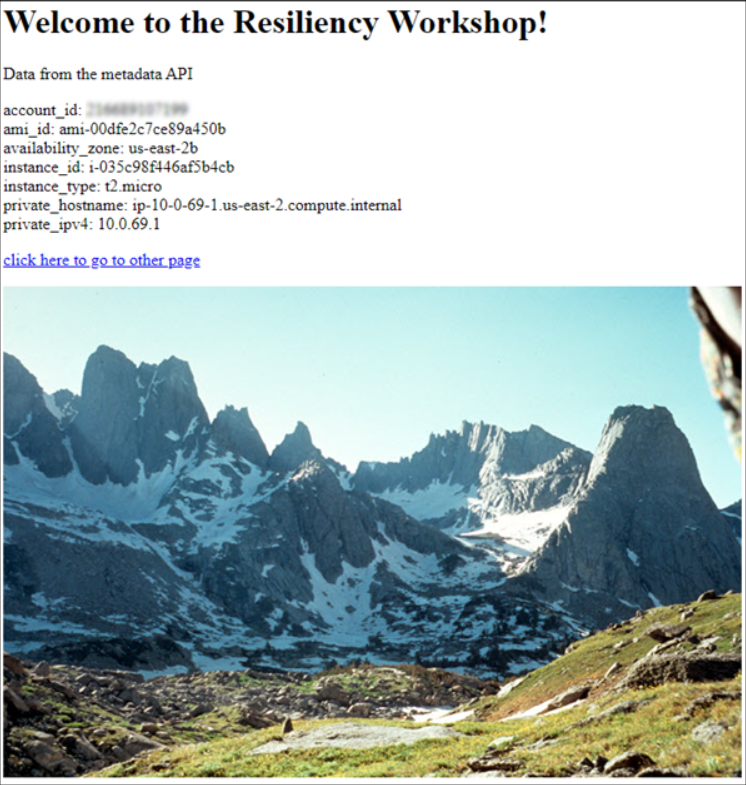 Welcome to the Resiliency Workshop!
Data from the metadata API
account_id:
ami_id: ami-00dfe2c7ce89a450b
availability_zone: us-east-2b
instance_id: i-035c98f446af5b4cb
instance_type: t2.micro
private_hostname: ip-10-0-69-1.us-east-2.compute.internal
private_ipv4: 10.0.69.1
click here to go to other page